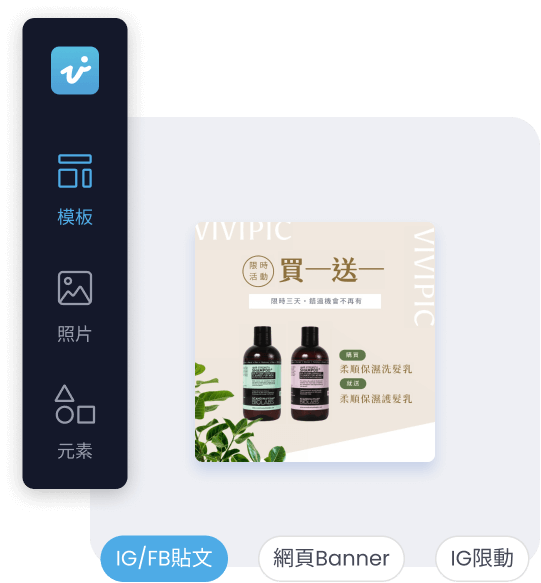 模板
照片
元素
VIVIPIC
VIVIPIC
限時
活動
買一送一
限時三天，錯過機會不再有
SHAMPOO
SHAMPOO
購買
柔順保濕洗髮乳
就送
柔順保濕護髮乳
IG/FB貼文
網頁Banner
IG限動